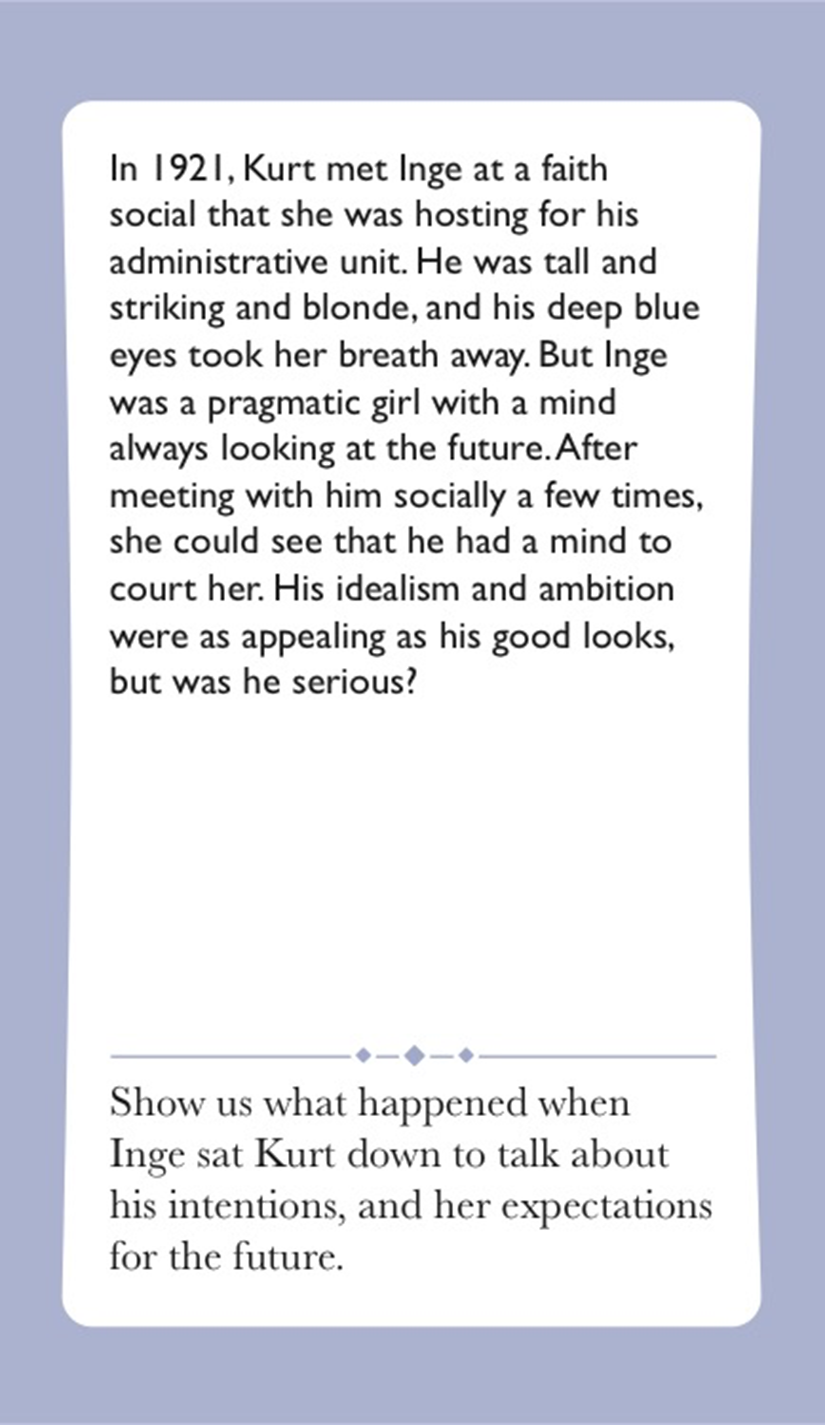 In 1921, Kurt met Inge at a faith
social that she was hosting for his
administrative unit. He was tall and
striking and blonde, and his deep blue
eyes took her breath away. But Inge
was a pragmatic girl with a mind
always looking at the future. After
meeting with him socially a few times,
she could see that he had a mind to
court her. His idealism and ambition
were as appealing as his good looks,
but was he serious?
Show us what happened when
Inge sat Kurt down to talk about
his intentions, and her expectations
for the future.